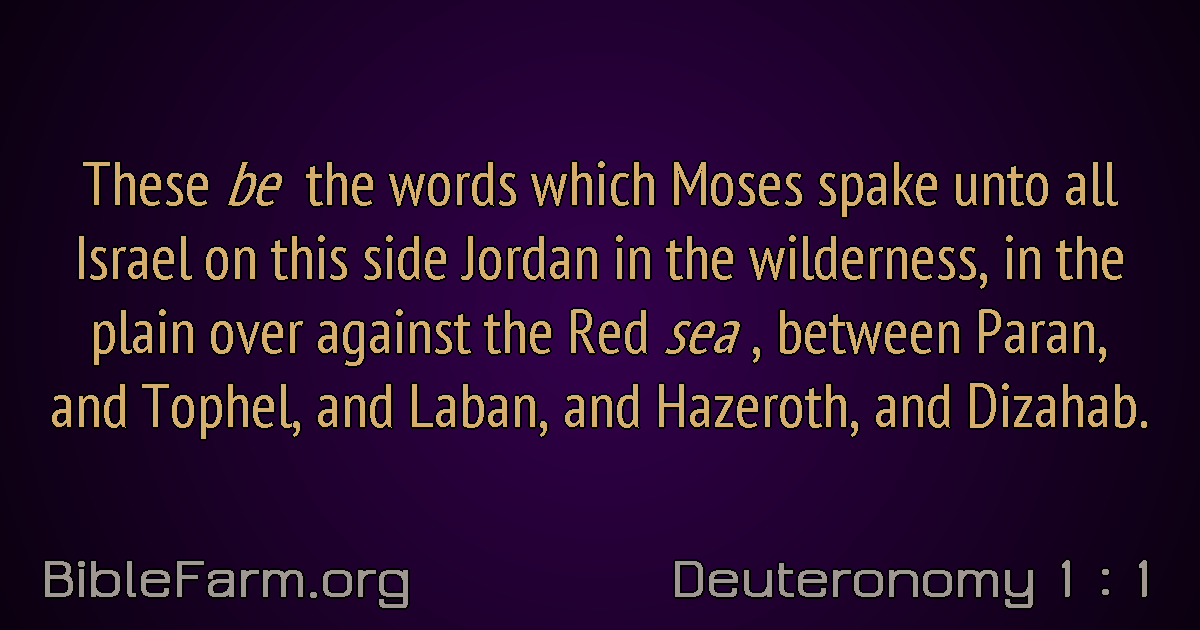 These be the words which Moses spake unto all
Israel on this side Jordan in the wilderness, in the
plain over against the Red sea , between Paran,
and Tophel, and Laban, and Hazeroth, and Dizahab.
BibleFarm.org
Deuteronomy 1 : 1